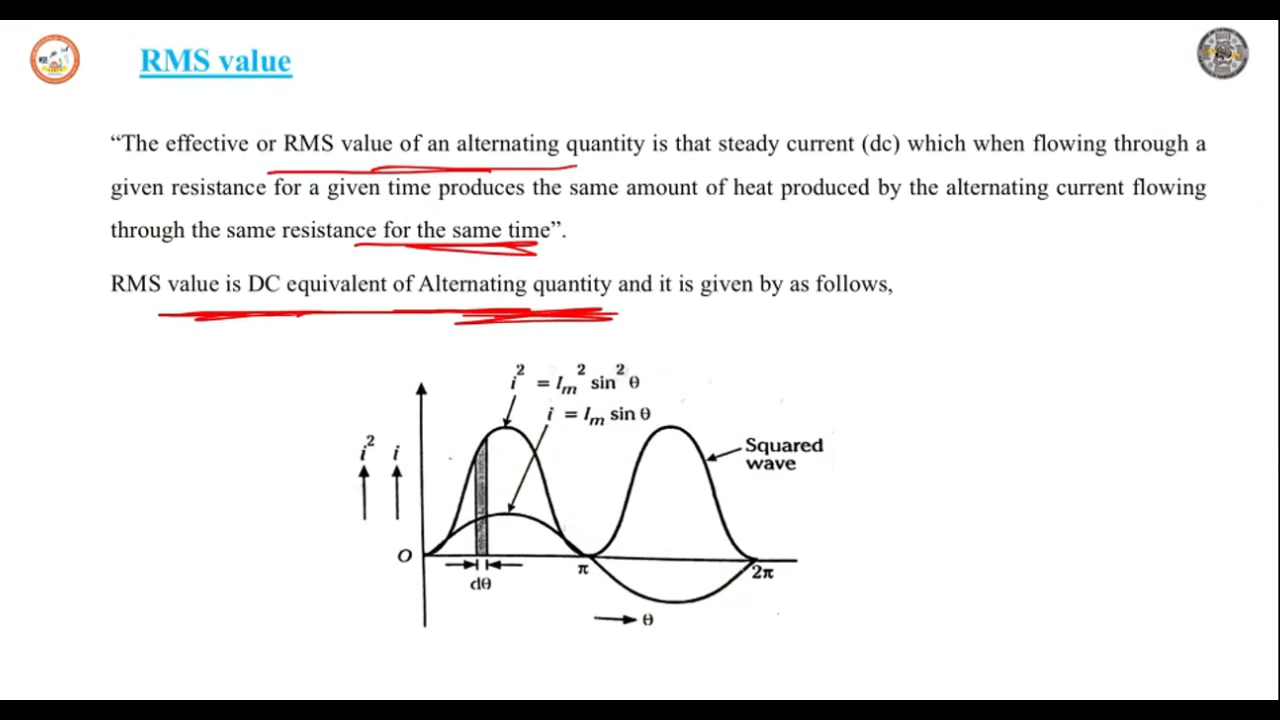 RMS value
“The effective or RMS value of an alternating quantity is that steady current (dc) which when flowing through a
given resistance for a given time produces the same amount of heat produced by the alternating current flowing
through the same resistance for the same time”.
RMS value is DC equivalent of Alternating quantity and it is given by as follows,
i² = Iₘ² sin² θ
i = Iₘ sin θ
i² i
Squared
wave
O
π
2π
dθ
θ